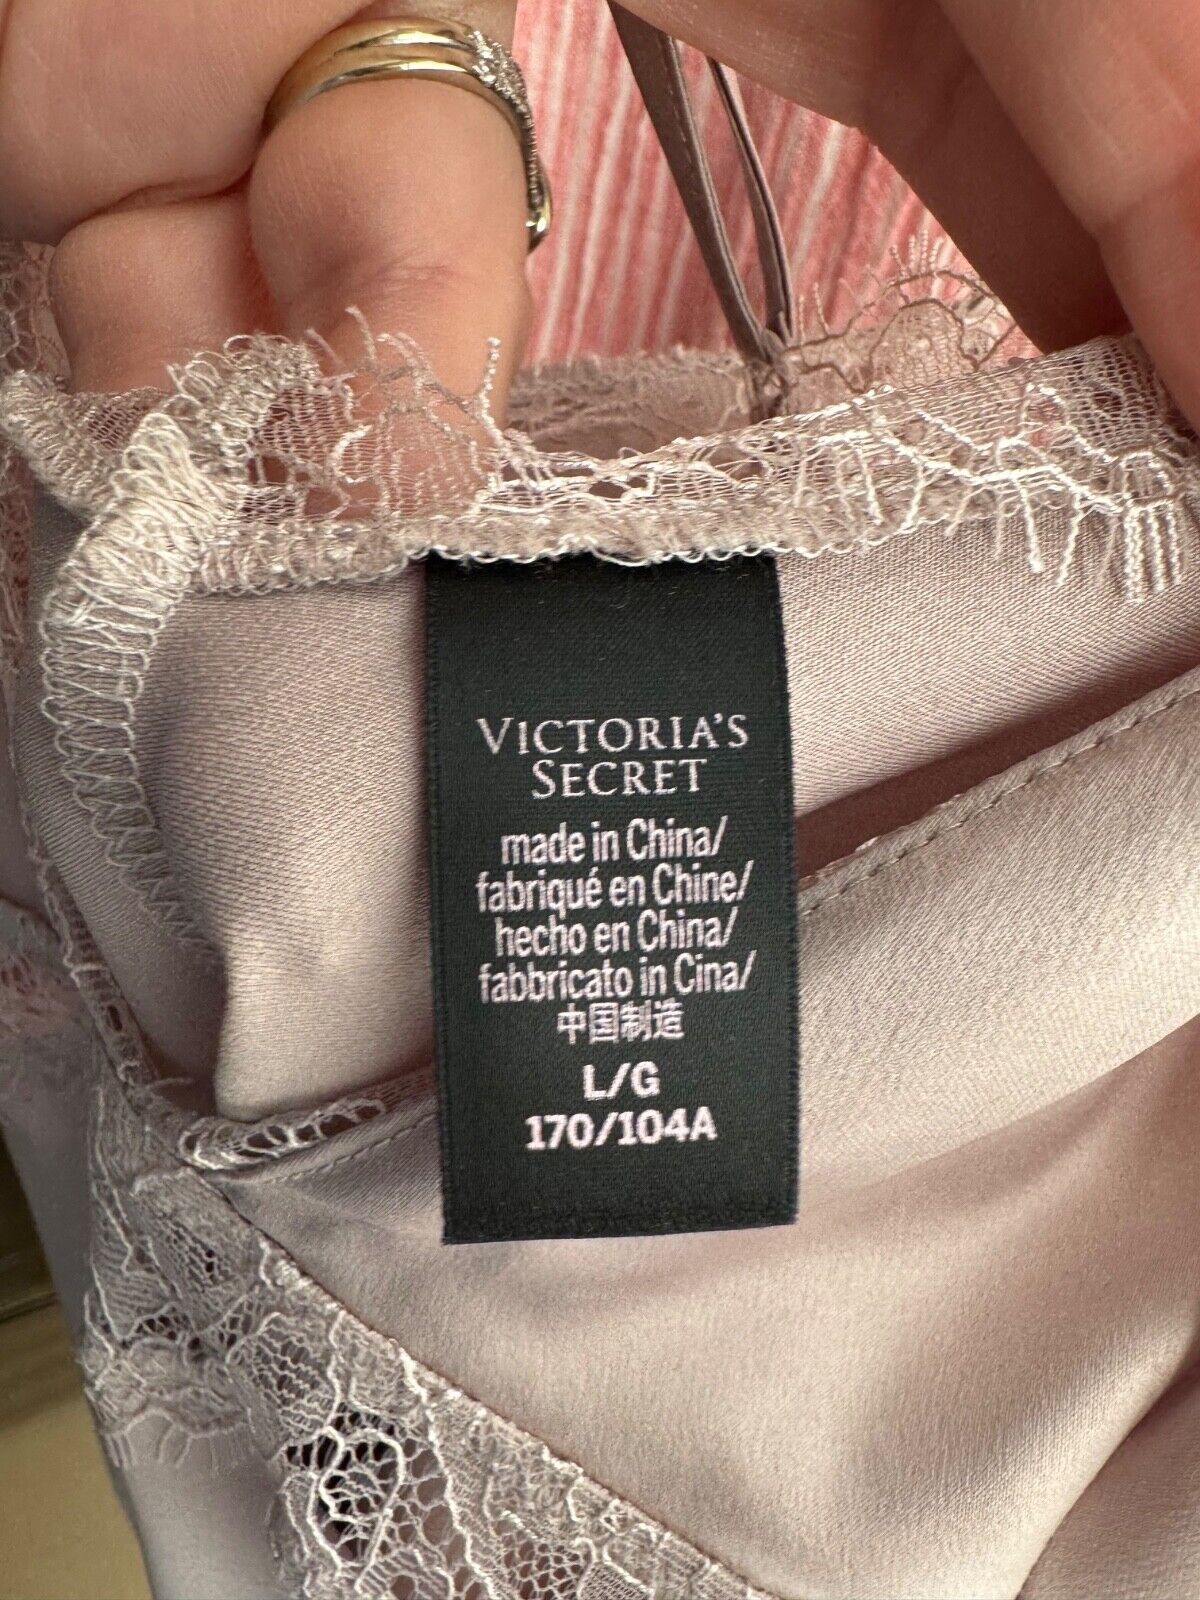 VICTORIA'S
SECRET
made in China/
fabriqué en Chine/
hecho en China/
fabbricato in Cina/
中国制造
L/G
170/104A